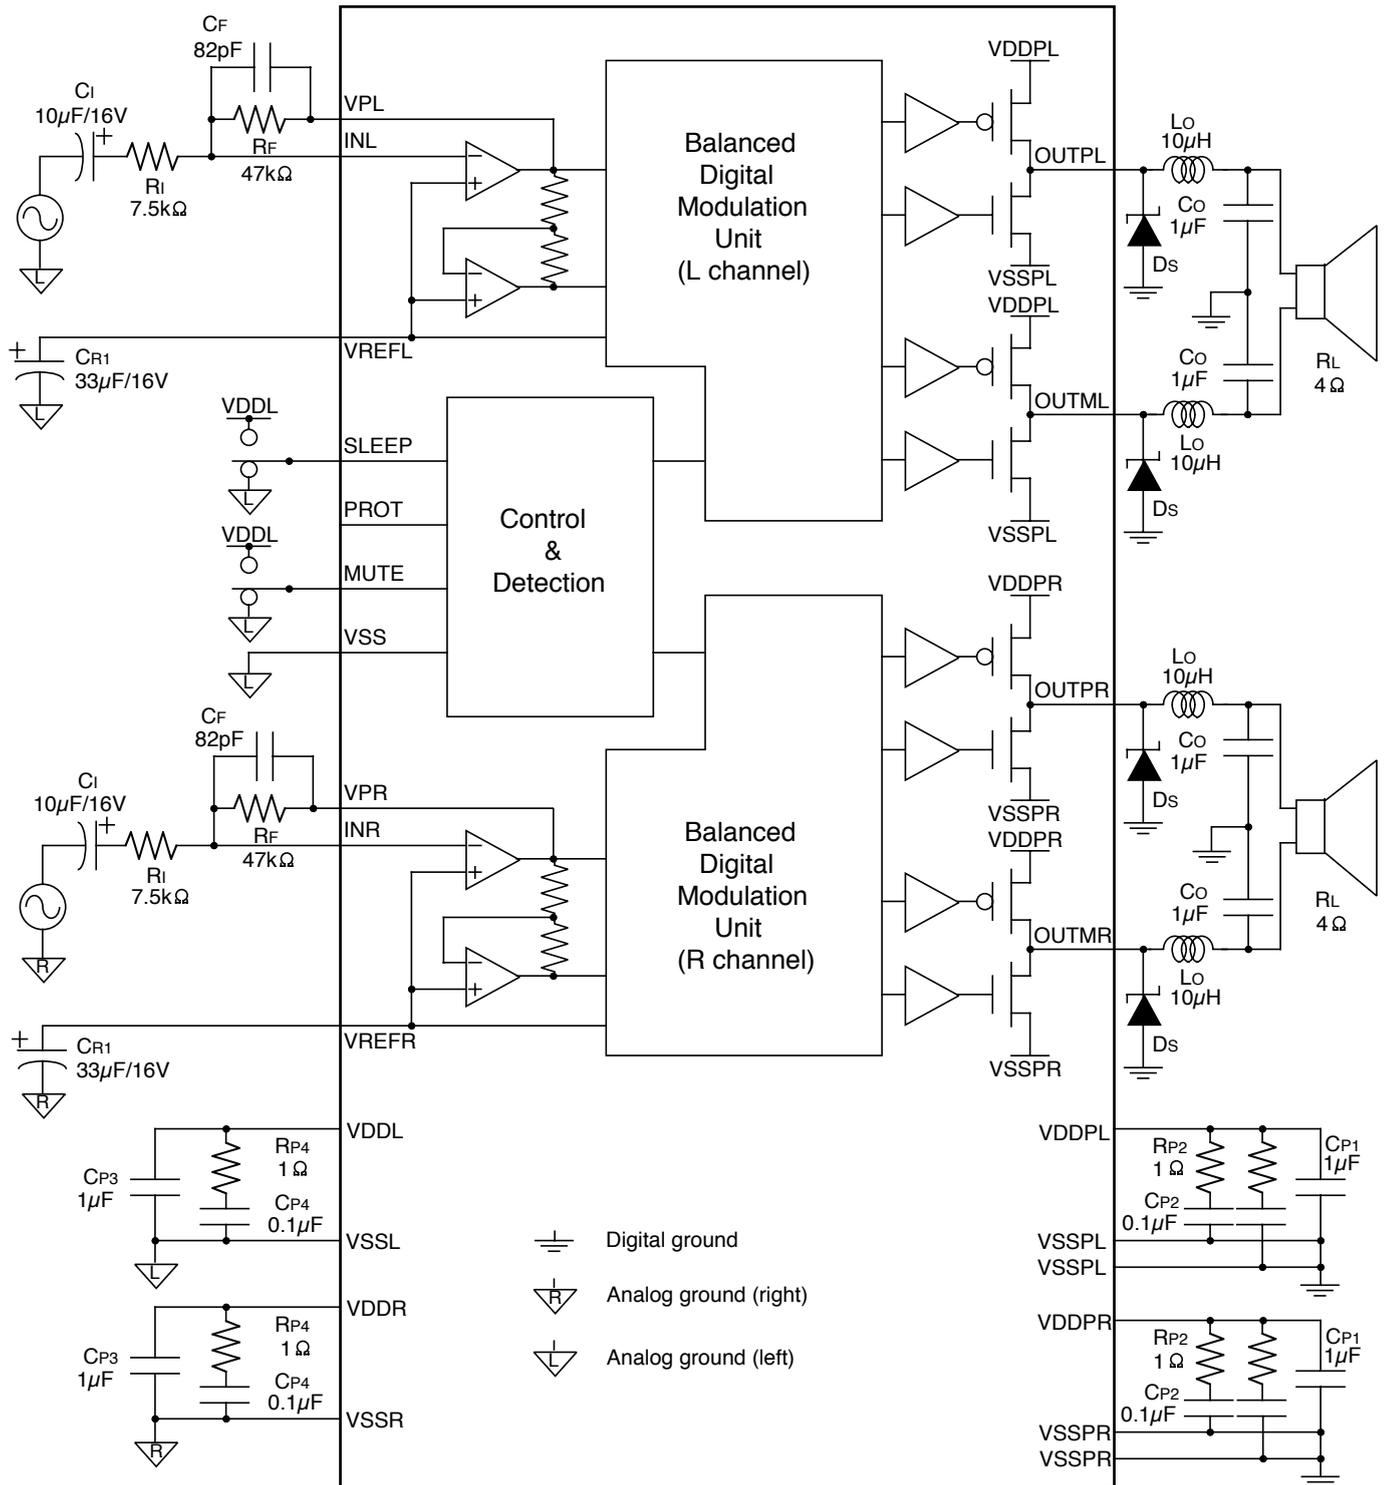 CF
82pF
CI
10µF/16V
+
RI
7.5kΩ
RF
47kΩ
VPL
INL
−
+
−
+
L
VREFL
+
CR1
33µF/16V
L
Balanced
Digital
Modulation
Unit
(L channel)
VDDPL
OUTPL
VSSPL
VDDPL
OUTML
VSSPL
LO
10µH
CO
1µF
DS
CO
1µF
LO
10µH
DS
RL
4Ω
VDDL
SLEEP
L
PROT
VDDL
MUTE
L
VSS
L
Control
&
Detection
CF
82pF
CI
10µF/16V
+
RI
7.5kΩ
RF
47kΩ
VPR
INR
−
+
−
+
R
VREFR
+
CR1
33µF/16V
R
Balanced
Digital
Modulation
Unit
(R channel)
VDDPR
OUTPR
VSSPR
VDDPR
OUTMR
VSSPR
LO
10µH
CO
1µF
DS
CO
1µF
LO
10µH
DS
RL
4Ω
VDDL
RP4
1Ω
CP3
1µF
CP4
0.1µF
VSSL
L
VDDR
RP4
1Ω
CP3
1µF
CP4
0.1µF
VSSR
R
Digital ground
R Analog ground (right)
L Analog ground (left)
VDDPL
RP2
1Ω
CP1
1µF
CP2
0.1µF
VSSPL
VSSPL
VDDPR
RP2
1Ω
CP1
1µF
CP2
0.1µF
VSSPR
VSSPR